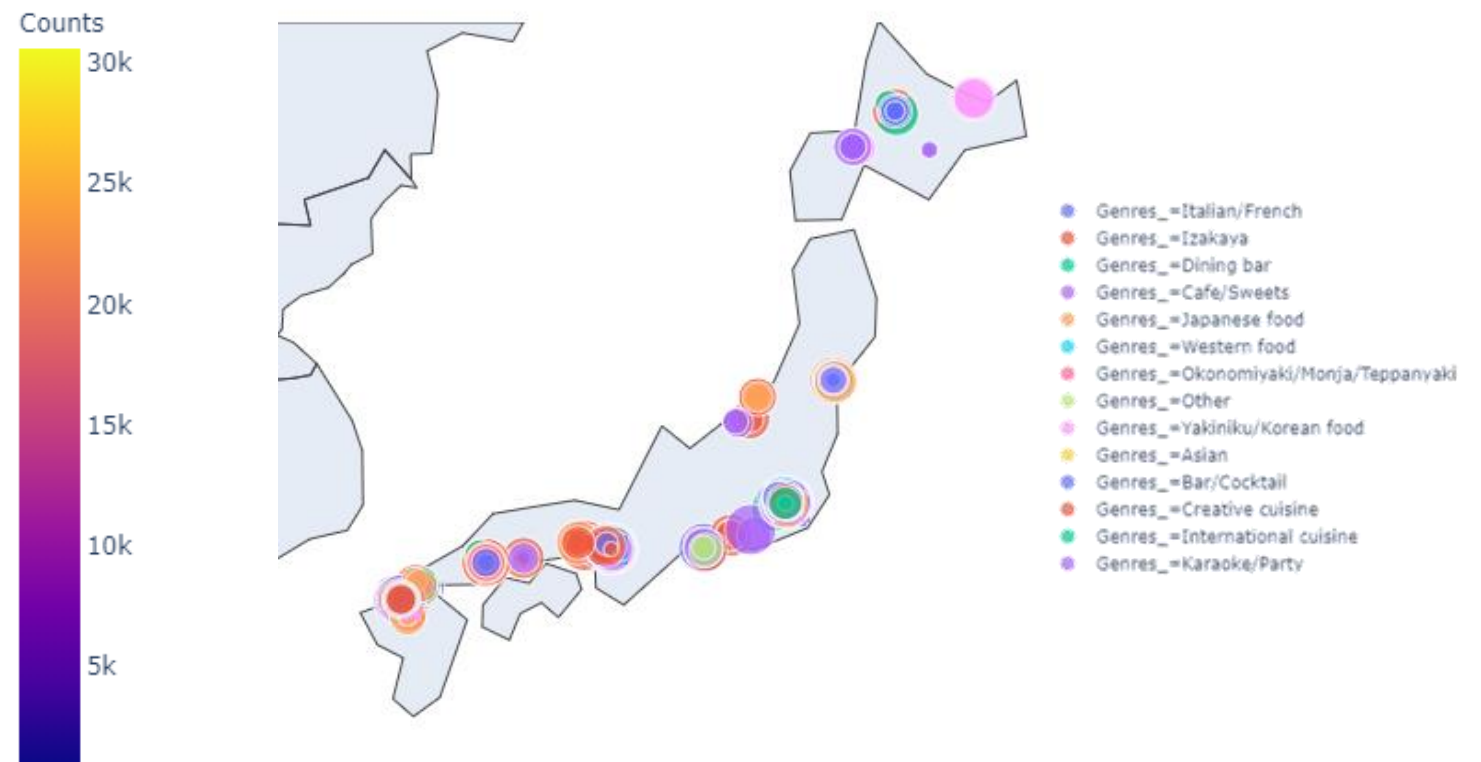 Counts
30k
25k
20k
15k
10k
5k
Genres_=Italian/French
Genres_=Izakaya
Genres_=Dining bar
Genres_=Cafe/Sweets
Genres_=Japanese food
Genres_=Western food
Genres_=Okonomiyaki/Monja/Teppanyaki
Genres_=Other
Genres_=Yakiniku/Korean food
Genres_=Asian
Genres_=Bar/Cocktail
Genres_=Creative cuisine
Genres_=International cuisine
Genres_=Karaoke/Party